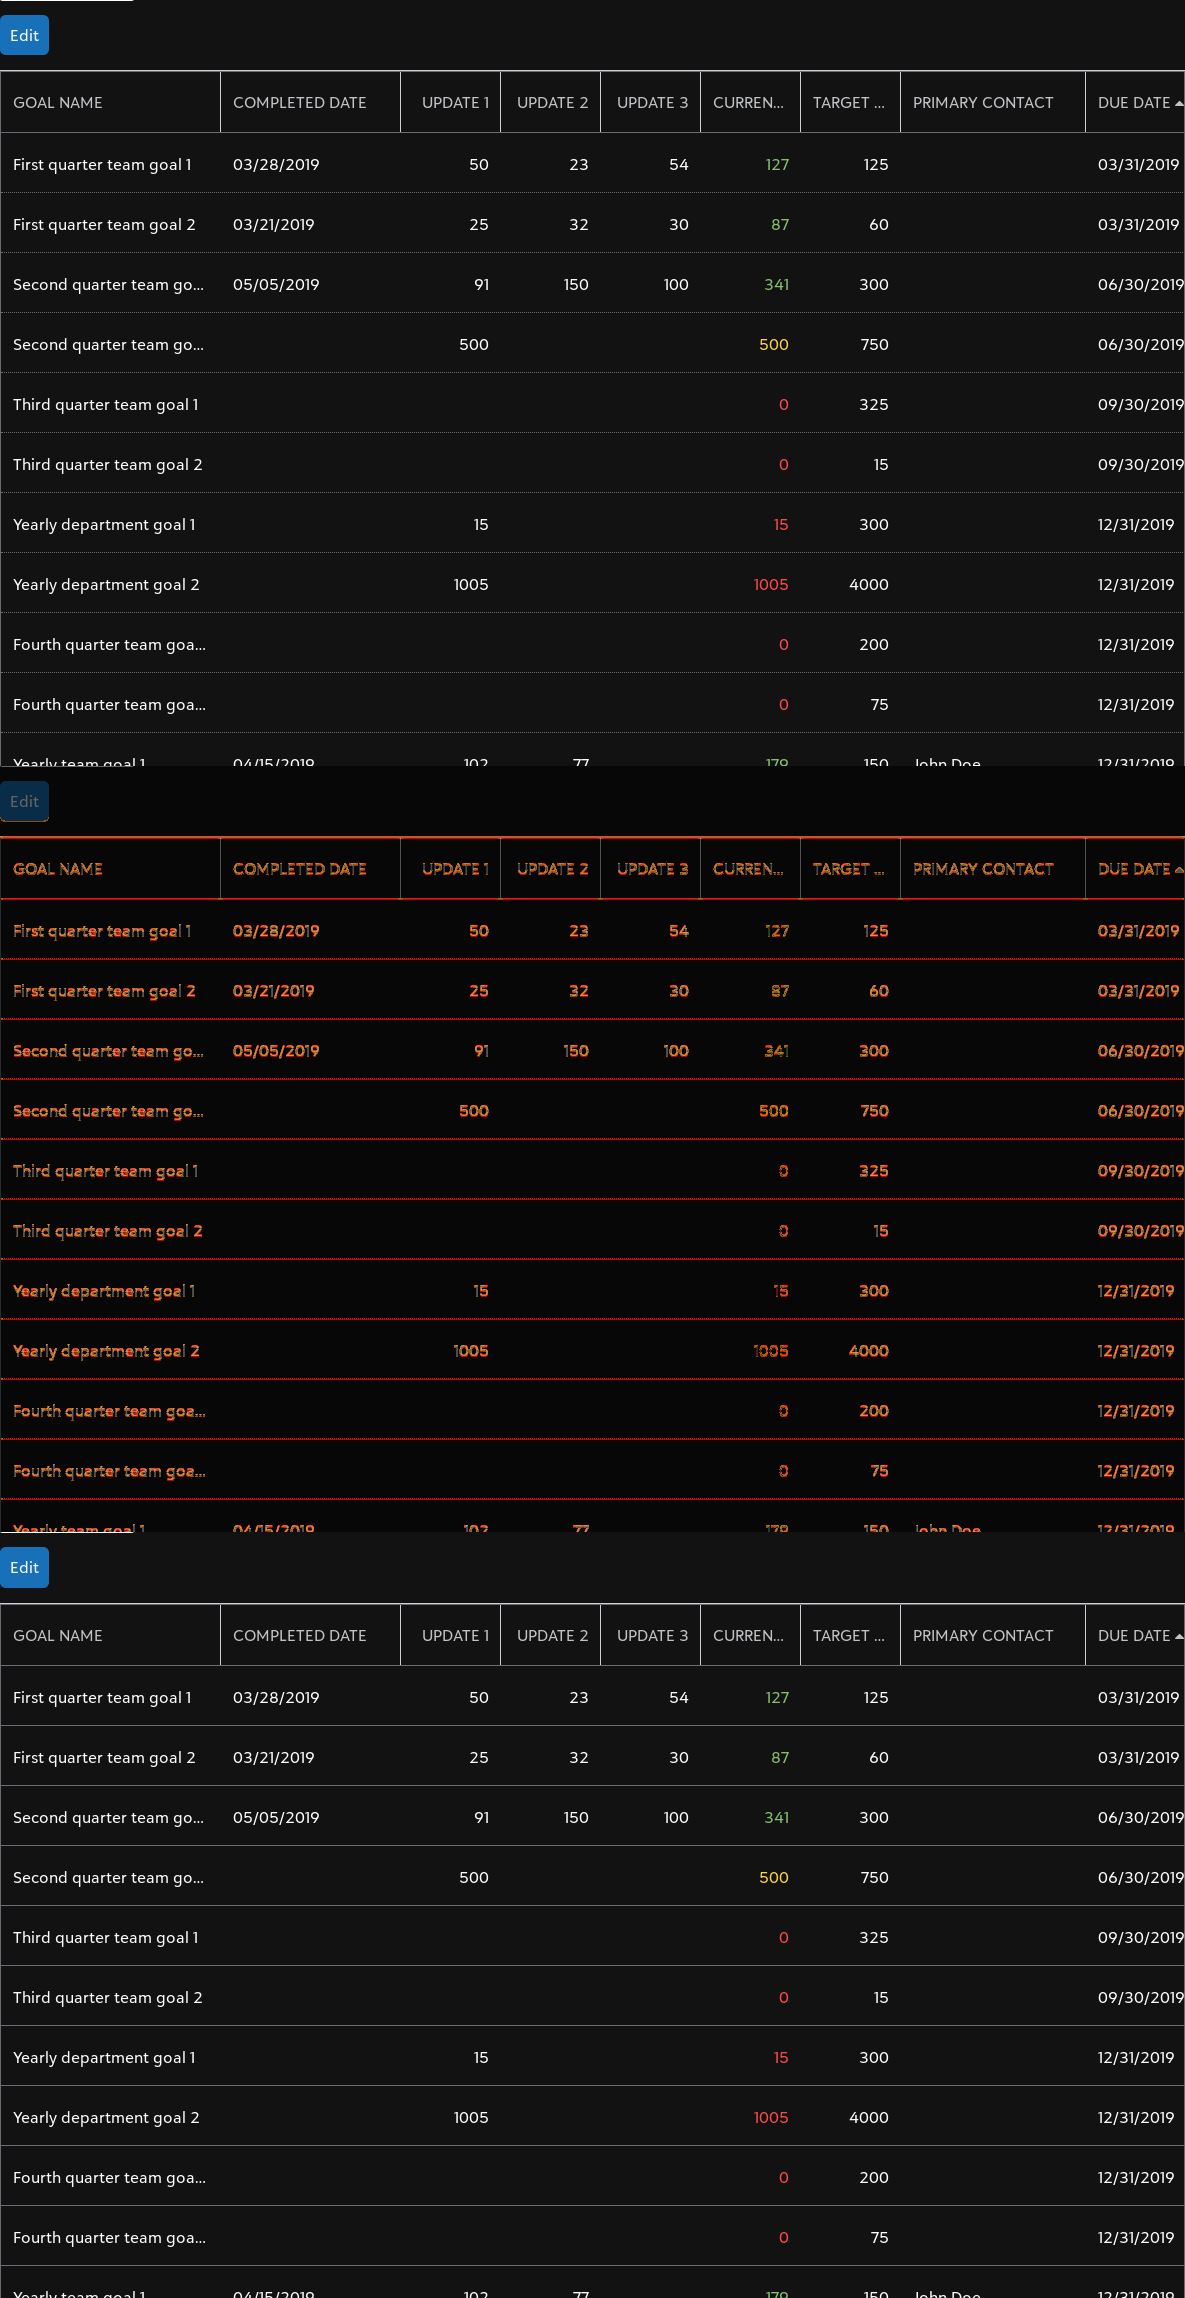 Edit
GOAL NAME COMPLETED DATE UPDATE 1 UPDATE 2 UPDATE 3 CURREN... TARGET ... PRIMARY CONTACT DUE DATE
First quarter team goal 1 03/28/2019 50 23 54 127 125 03/31/2019
First quarter team goal 2 03/21/2019 25 32 30 87 60 03/31/2019
Second quarter team go... 05/05/2019 91 150 100 341 300 06/30/2019
Second quarter team go... 500 500 750 06/30/2019
Third quarter team goal 1 0 325 09/30/2019
Third quarter team goal 2 0 15 09/30/2019
Yearly department goal 1 15 15 300 12/31/2019
Yearly department goal 2 1005 1005 4000 12/31/2019
Fourth quarter team goa... 0 200 12/31/2019
Fourth quarter team goa... 0 75 12/31/2019
Yearly team goal 1 04/15/2019 102 77 179 150 John Doe 12/31/2019
Edit
GOAL NAME COMPLETED DATE UPDATE 1 UPDATE 2 UPDATE 3 CURREN... TARGET ... PRIMARY CONTACT DUE DATE
First quarter team goal 1 03/28/2019 50 23 54 127 125 03/31/2019
First quarter team goal 2 03/21/2019 25 32 30 87 60 03/31/2019
Second quarter team go... 05/05/2019 91 150 100 341 300 06/30/2019
Second quarter team go... 500 500 750 06/30/2019
Third quarter team goal 1 0 325 09/30/2019
Third quarter team goal 2 0 15 09/30/2019
Yearly department goal 1 15 15 300 12/31/2019
Yearly department goal 2 1005 1005 4000 12/31/2019
Fourth quarter team goa... 0 200 12/31/2019
Fourth quarter team goa... 0 75 12/31/2019
Yearly team goal 1 04/15/2019 102 77 179 150 John Doe 12/31/2019
Edit
GOAL NAME COMPLETED DATE UPDATE 1 UPDATE 2 UPDATE 3 CURREN... TARGET ... PRIMARY CONTACT DUE DATE
First quarter team goal 1 03/28/2019 50 23 54 127 125 03/31/2019
First quarter team goal 2 03/21/2019 25 32 30 87 60 03/31/2019
Second quarter team go... 05/05/2019 91 150 100 341 300 06/30/2019
Second quarter team go... 500 500 750 06/30/2019
Third quarter team goal 1 0 325 09/30/2019
Third quarter team goal 2 0 15 09/30/2019
Yearly department goal 1 15 15 300 12/31/2019
Yearly department goal 2 1005 1005 4000 12/31/2019
Fourth quarter team goa... 0 200 12/31/2019
Fourth quarter team goa... 0 75 12/31/2019
Yearly team goal 1 04/15/2019 102 77 179 150 John Doe 12/31/2019